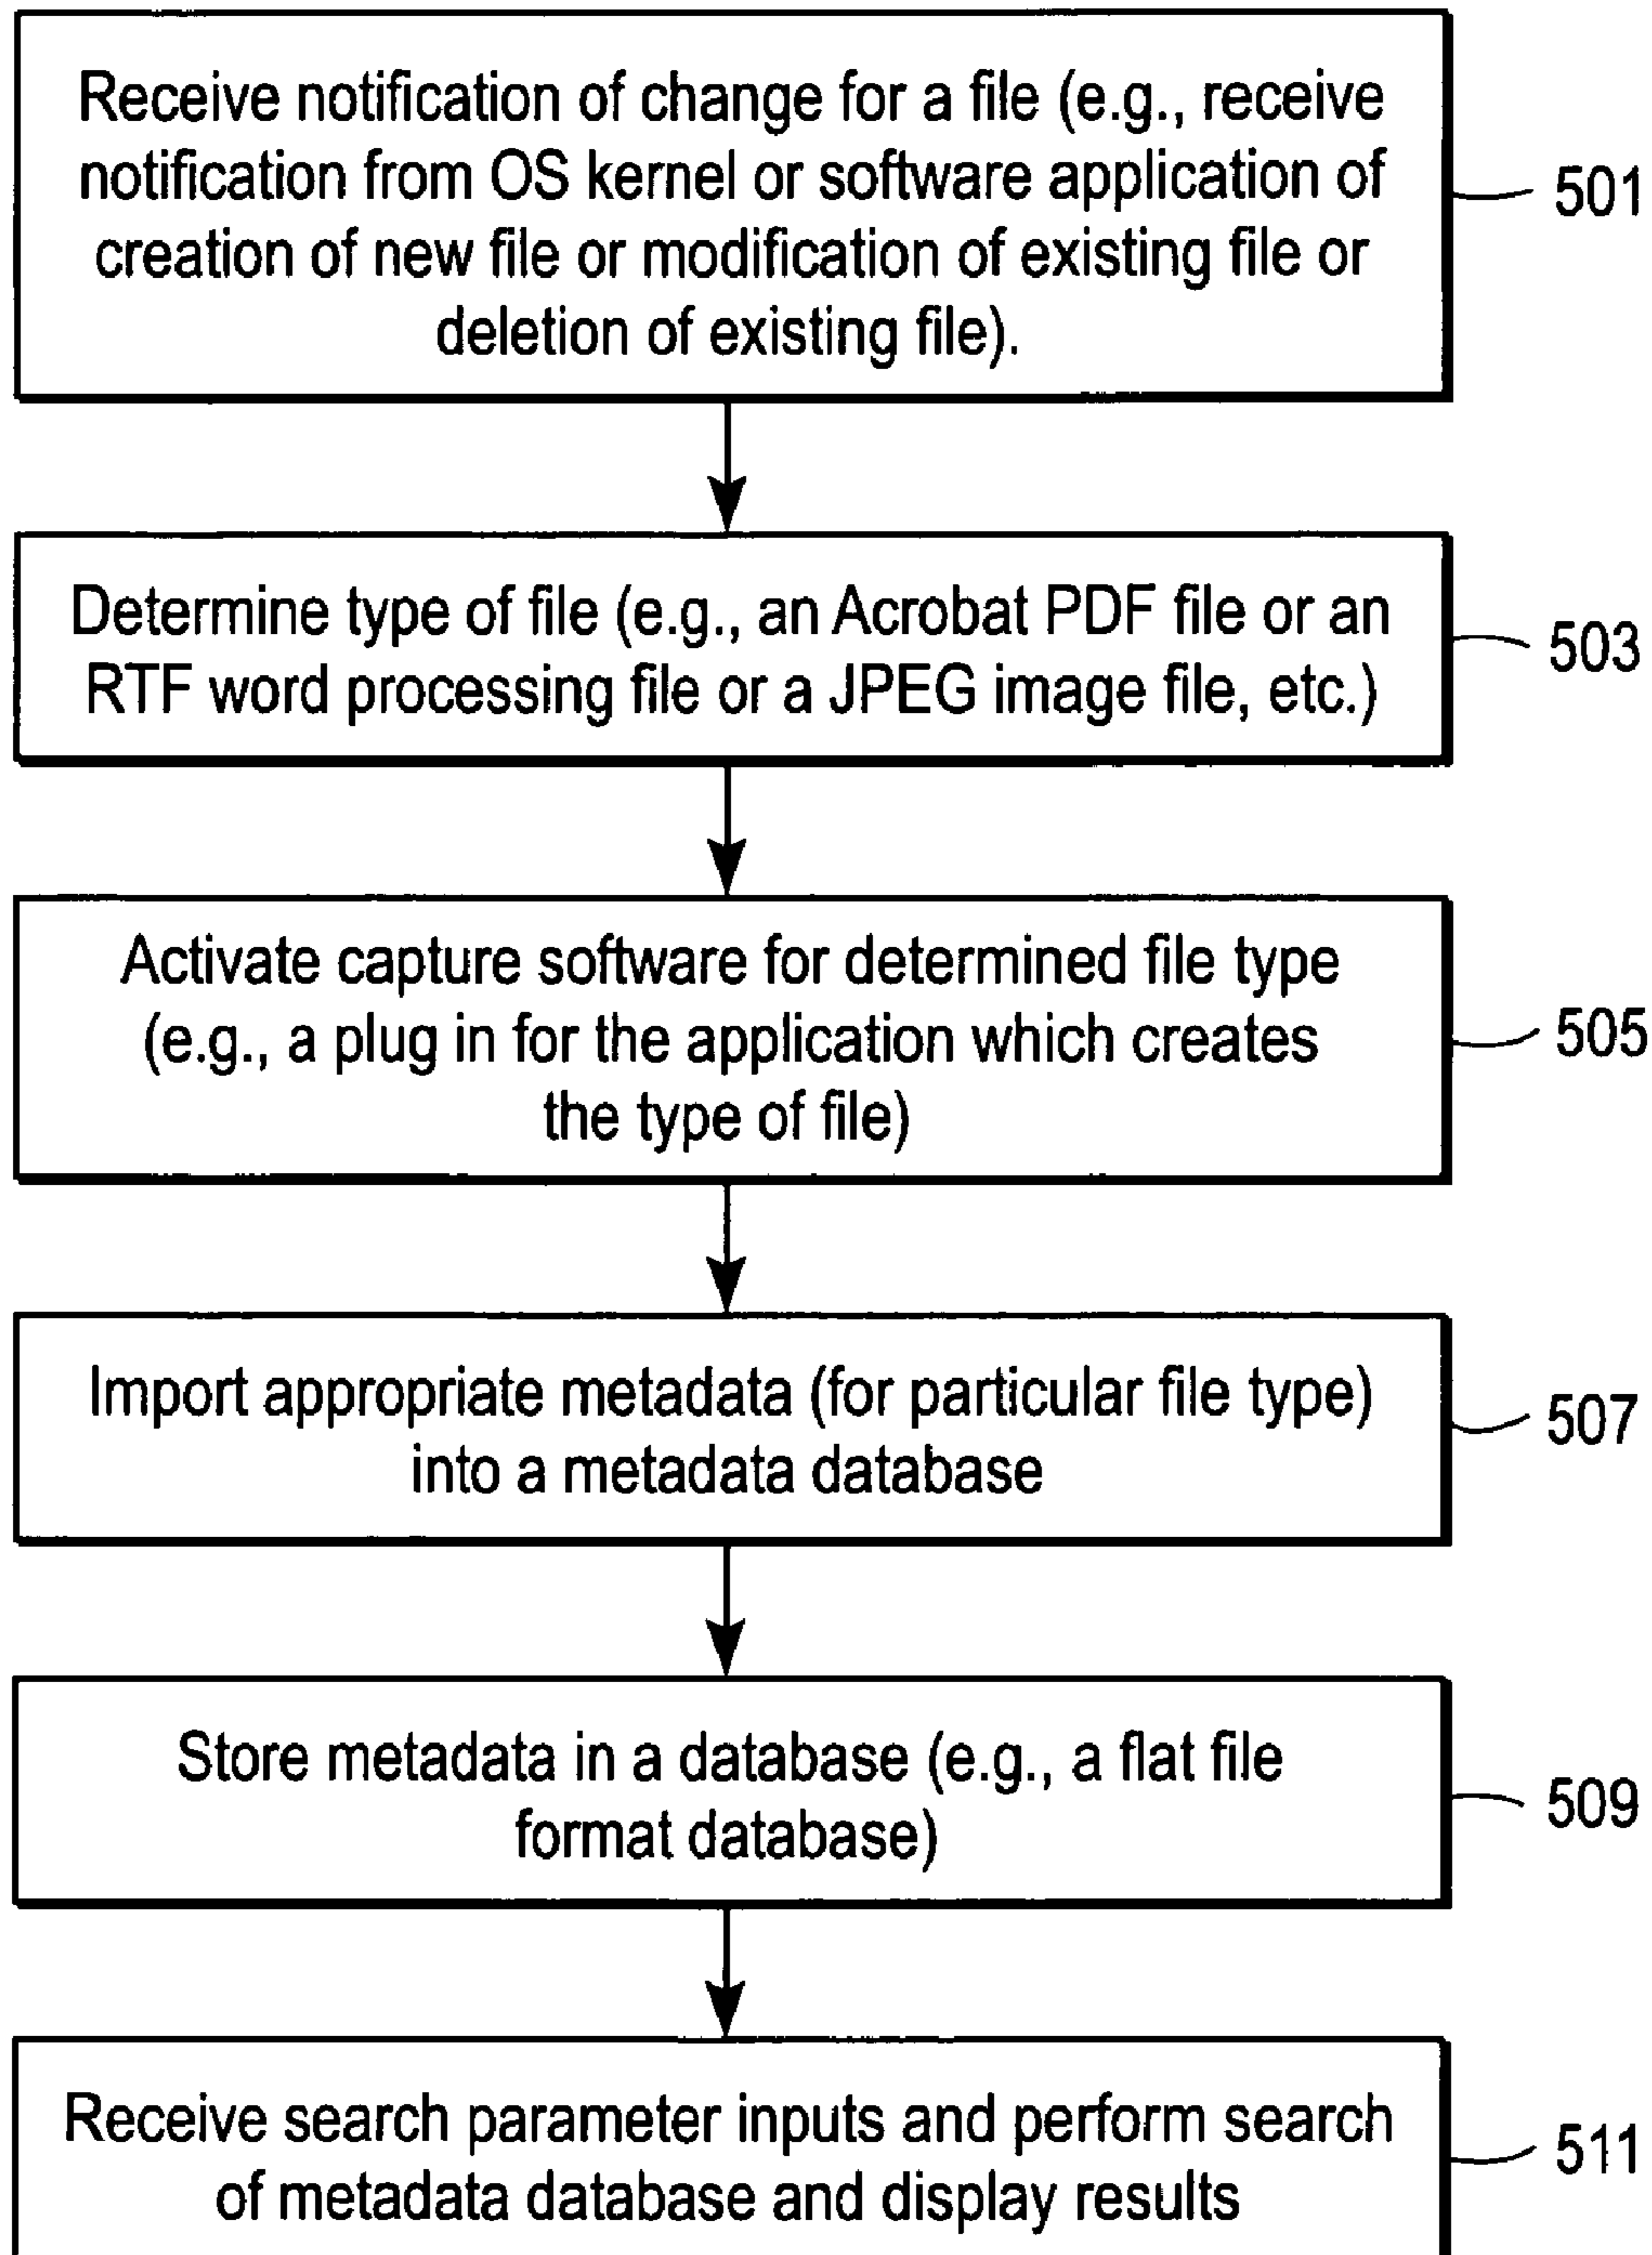 Receive notification of change for a file (e.g., receive
notification from OS kernel or software application of
creation of new file or modification of existing file or
deletion of existing file).
501
Determine type of file (e.g., an Acrobat PDF file or an
RTF word processing file or a JPEG image file, etc.)
503
Activate capture software for determined file type
(e.g., a plug in for the application which creates
the type of file)
505
Import appropriate metadata (for particular file type)
into a metadata database
507
Store metadata in a database (e.g., a flat file
format database)
509
Receive search parameter inputs and perform search
of metadata database and display results
511